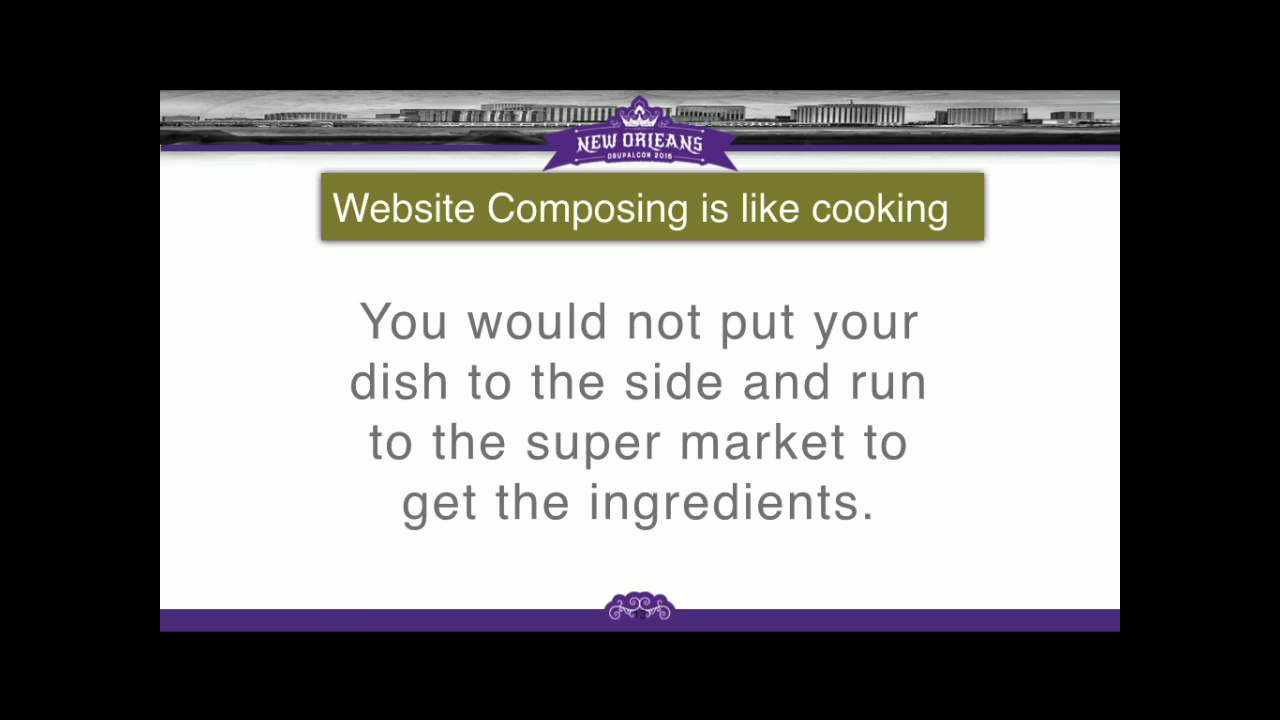 NEW ORLEANS
DRUPALCON 2016
Website Composing is like cooking
You would not put your
dish to the side and run
to the super market to
get the ingredients.